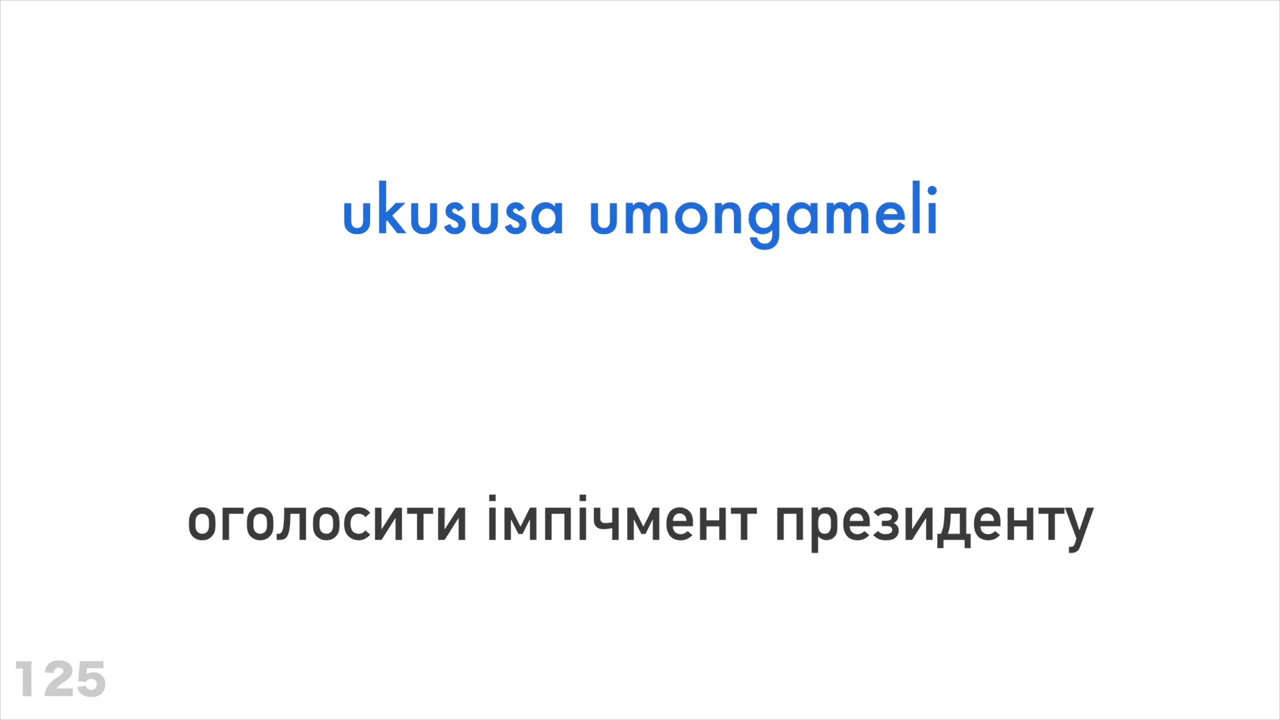 ukususa umongameli
оголосити імпічмент президенту
125